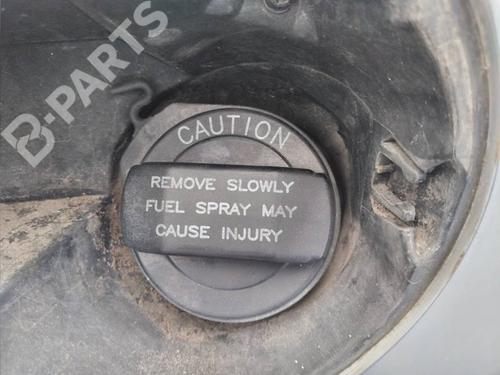 B-PARTS
CAUTION
REMOVE SLOWLY
FUEL SPRAY MAY
CAUSE INJURY